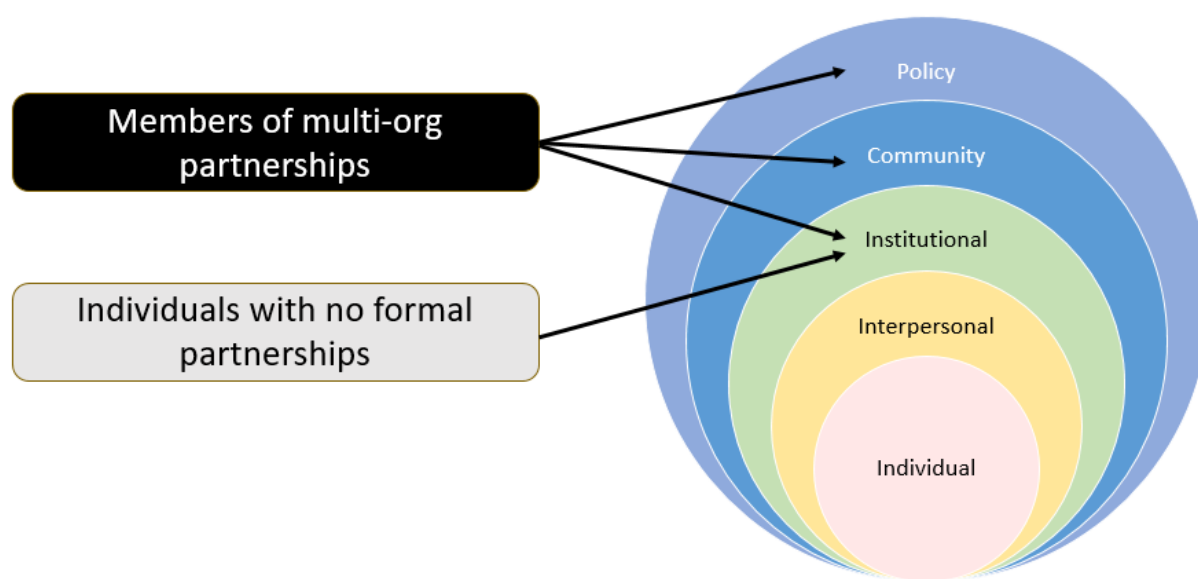 Members of multi-org
partnerships
Individuals with no formal
partnerships
Policy
Community
Institutional
Interpersonal
Individual